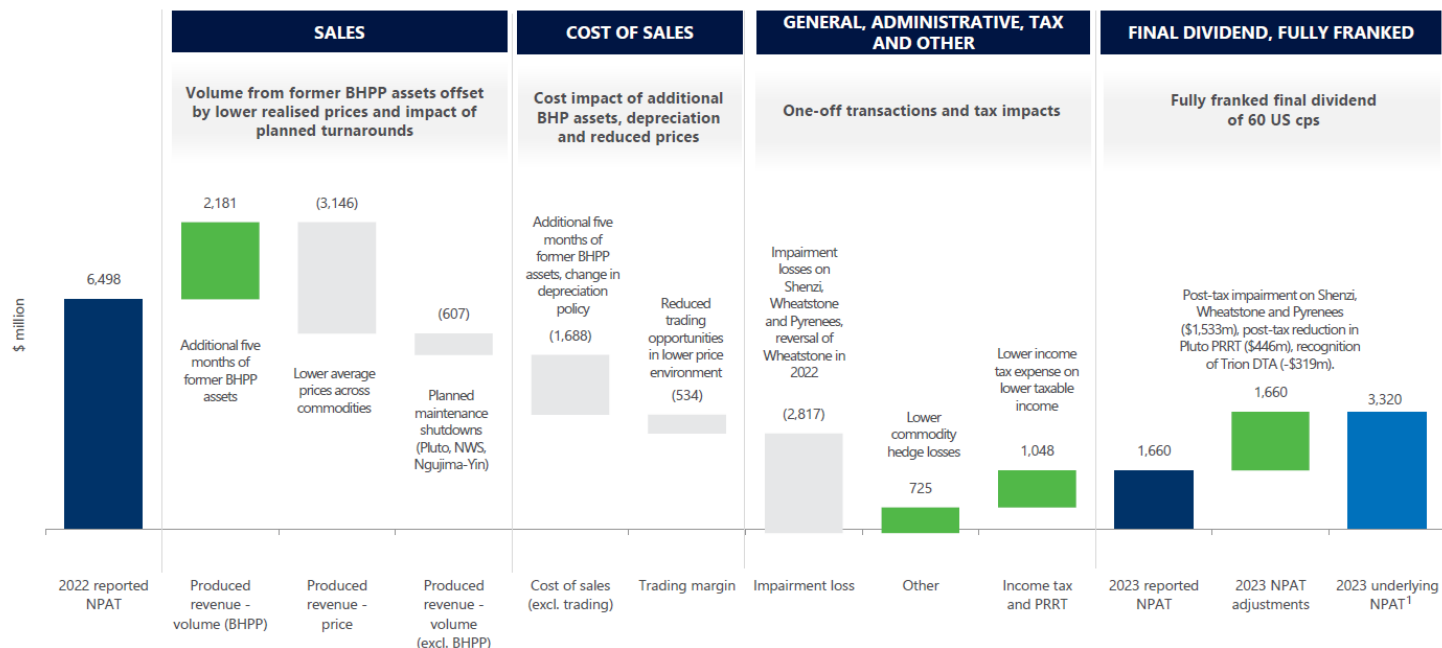 SALES
COST OF SALES
GENERAL, ADMINISTRATIVE, TAX
AND OTHER
FINAL DIVIDEND, FULLY FRANKED
Volume from former BHPP assets offset
by lower realised prices and impact of
planned turnarounds
Cost impact of additional
BHP assets, depreciation
and reduced prices
One-off transactions and tax impacts
Fully franked final dividend
of 60 US cps
$ million
6,498
2,181
Additional five
months of
former BHPP
assets
(3,146)
Lower average
prices across
commodities
(607)
Planned
maintenance
shutdowns
(Pluto, NWS,
Ngujima-Yin)
Additional five
months of
former BHPP
assets, change in
depreciation
policy
(1,688)
Reduced
trading
opportunities
in lower price
environment
(534)
Impairment
losses on
Shenzi,
Wheatstone
and Pyrenees,
reversal of
Wheatstone in
2022
(2,817)
Lower
commodity
hedge losses
725
Lower income
tax expense on
lower taxable
income
1,048
1,660
Post-tax impairment on Shenzi,
Wheatstone and Pyrenees
($1,533m), post-tax reduction in
Pluto PRRT ($446m), recognition
of Trion DTA (-$319m).
1,660
3,320
2022 reported
NPAT
Produced
revenue -
volume (BHPP)
Produced
revenue -
price
Produced
revenue -
volume
(excl. BHPP)
Cost of sales
(excl. trading)
Trading margin
Impairment loss
Other
Income tax
and PRRT
2023 reported
NPAT
2023 NPAT
adjustments
2023 underlying
NPAT1